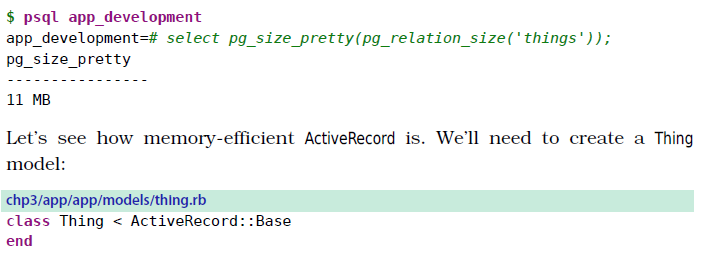 $ psql app_development
app_development=# select pg_size_pretty(pg_relation_size('things'));
pg_size_pretty
----------------
11 MB
Let's see how memory-efficient ActiveRecord is. We'll need to create a Thing
model:
chp3/app/app/models/thing.rb
class Thing < ActiveRecord::Base
end